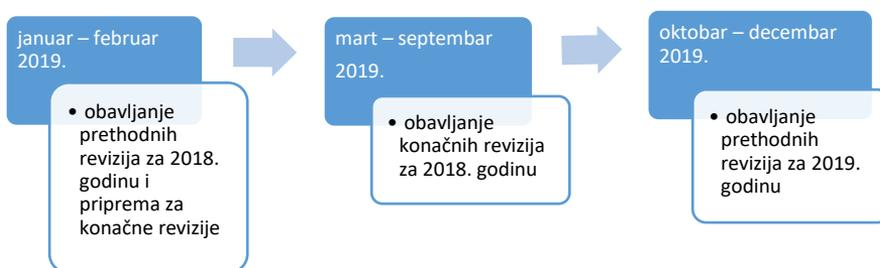 januar – februar
2019.
• obavljanje
prethodnih
revizija za 2018.
godinu i
priprema za
konačne revizije
mart – septembar
2019.
• obavljanje
konačnih revizija
za 2018. godinu
oktobar – decembar
2019.
• obavljanje
prethodnih
revizija za 2019.
godinu